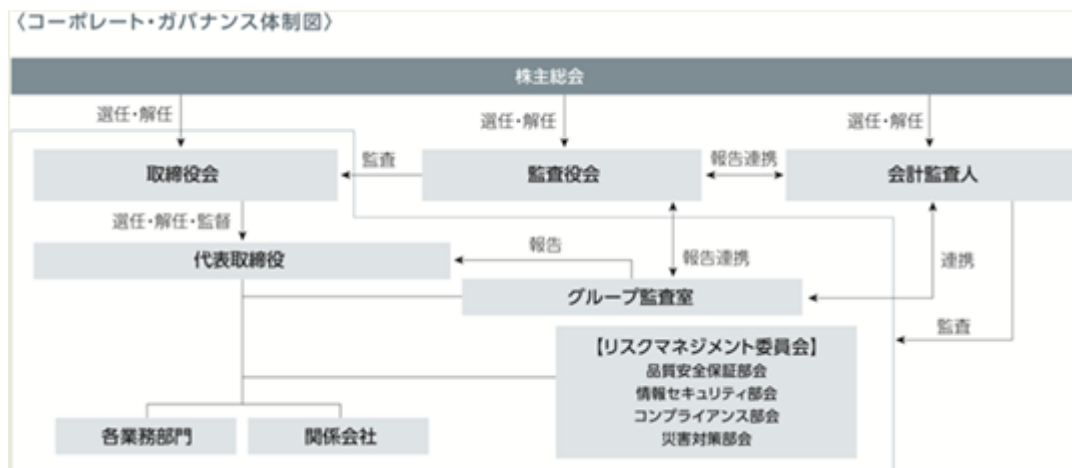 〈コーポレート・ガバナンス体制図〉
株主総会
選任・解任
選任・解任
選任・解任
取締役会
監査
監査役会
報告連携
会計監査人
選任・解任・監督
代表取締役
報告
報告連携
連携
グループ監査室
監査
【リスクマネジメント委員会】
品質安全保証部会
情報セキュリティ部会
コンプライアンス部会
災害対策部会
各業務部門
関係会社